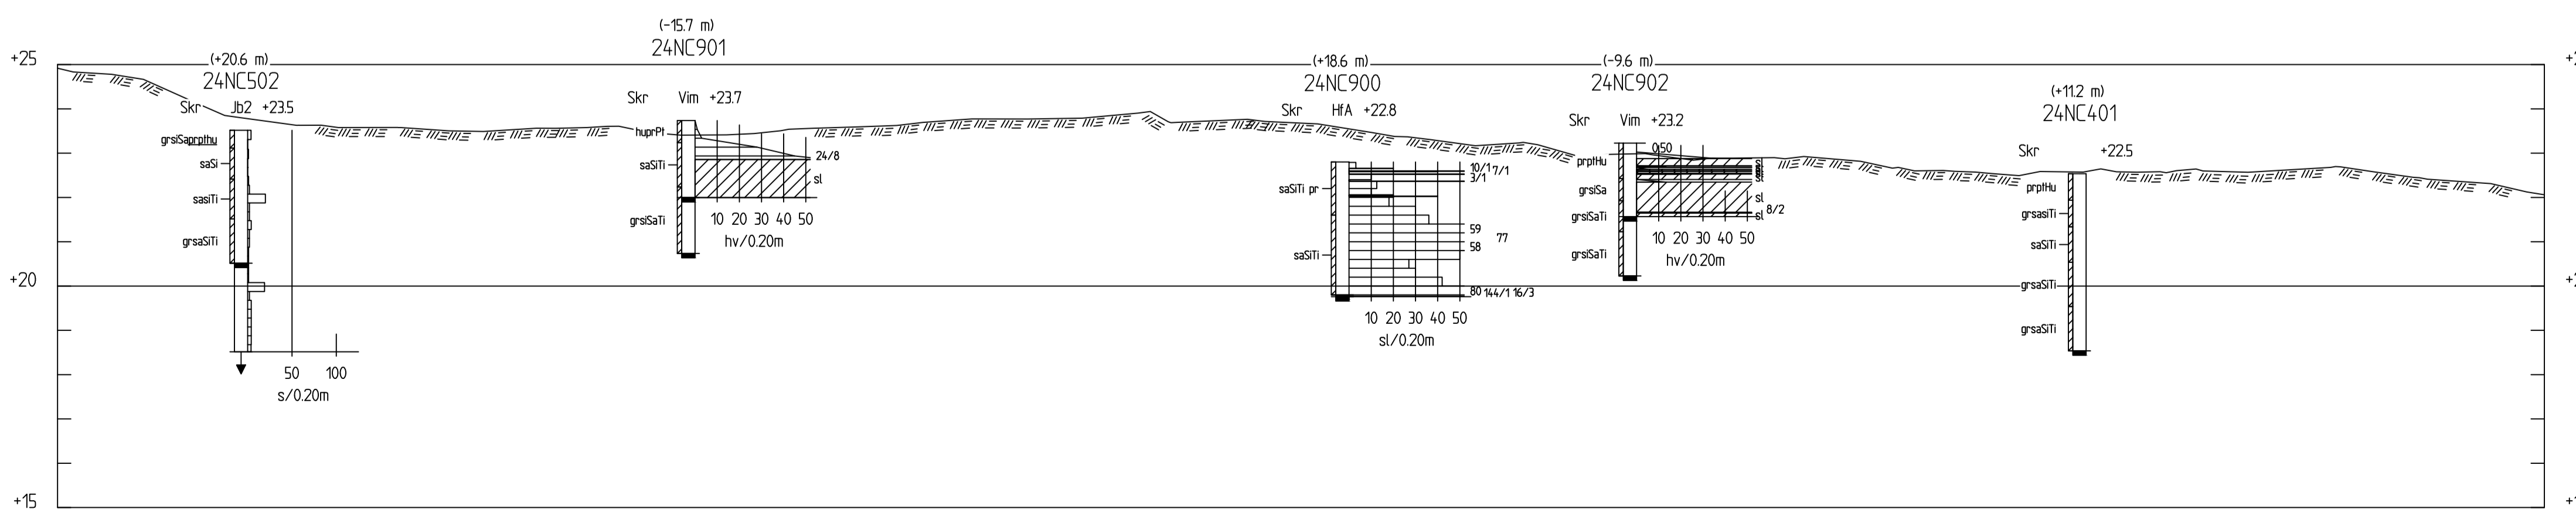 +25
(+20.6 m)
24NC502
Skr Jb2 +23.5
grsiSaprpthu
saSi
sasiTi
grsaSiTi
50 100
s/0.20m
(-15.7 m)
24NC901
Skr Vim +23.7
huprPt
saSiTi
grsiSaTi
24/8
sl
10 20 30 40 50
hv/0.20m
(+18.6 m)
24NC900
Skr HfA +22.8
saSiTi pr
saSiTi
10/1 7/1
3/1
59
77
58
80 144/1 16/3
10 20 30 40 50
sl/0.20m
(-9.6 m)
24NC902
Skr Vim +23.2
prptHu
grsiSa
grsiSaTi
grsiSaTi
0,50
sl
sl 8/2
10 20 30 40 50
hv/0.20m
(+11.2 m)
24NC401
Skr +22.5
prptHu
grsasiTi
saSiTi
grsaSiTi
grsaSiTi
+20
+15